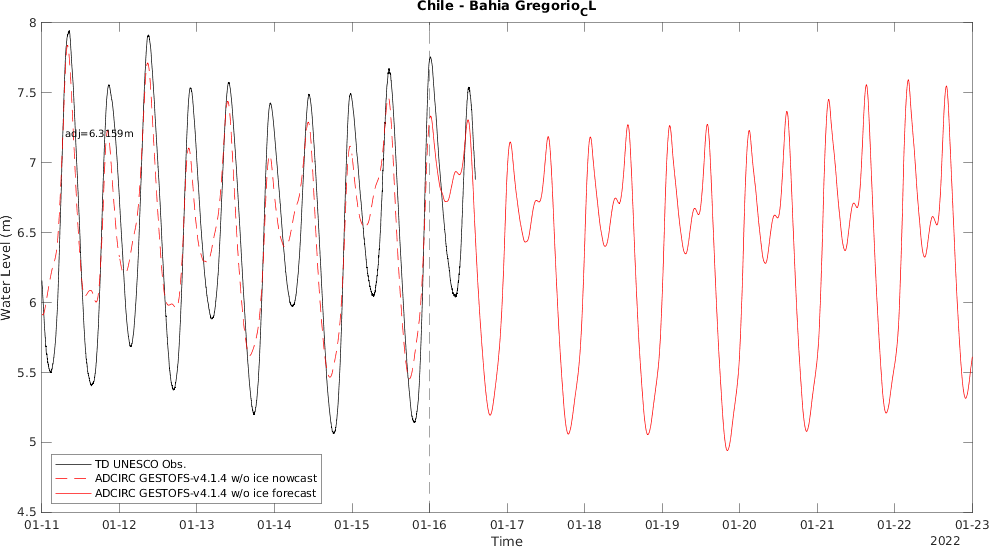 Chile - Bahia Gregorio_CL
8
7.5
7
6.5
6
5.5
5
4.5
Water Level (m)
adj=6.3159m
TD UNESCO Obs.
ADCIRC GESTOFS-v4.1.4 w/o ice nowcast
ADCIRC GESTOFS-v4.1.4 w/o ice forecast
01-11 01-12 01-13 01-14 01-15 01-16 01-17 01-18 01-19 01-20 01-21 01-22 01-23
Time
2022